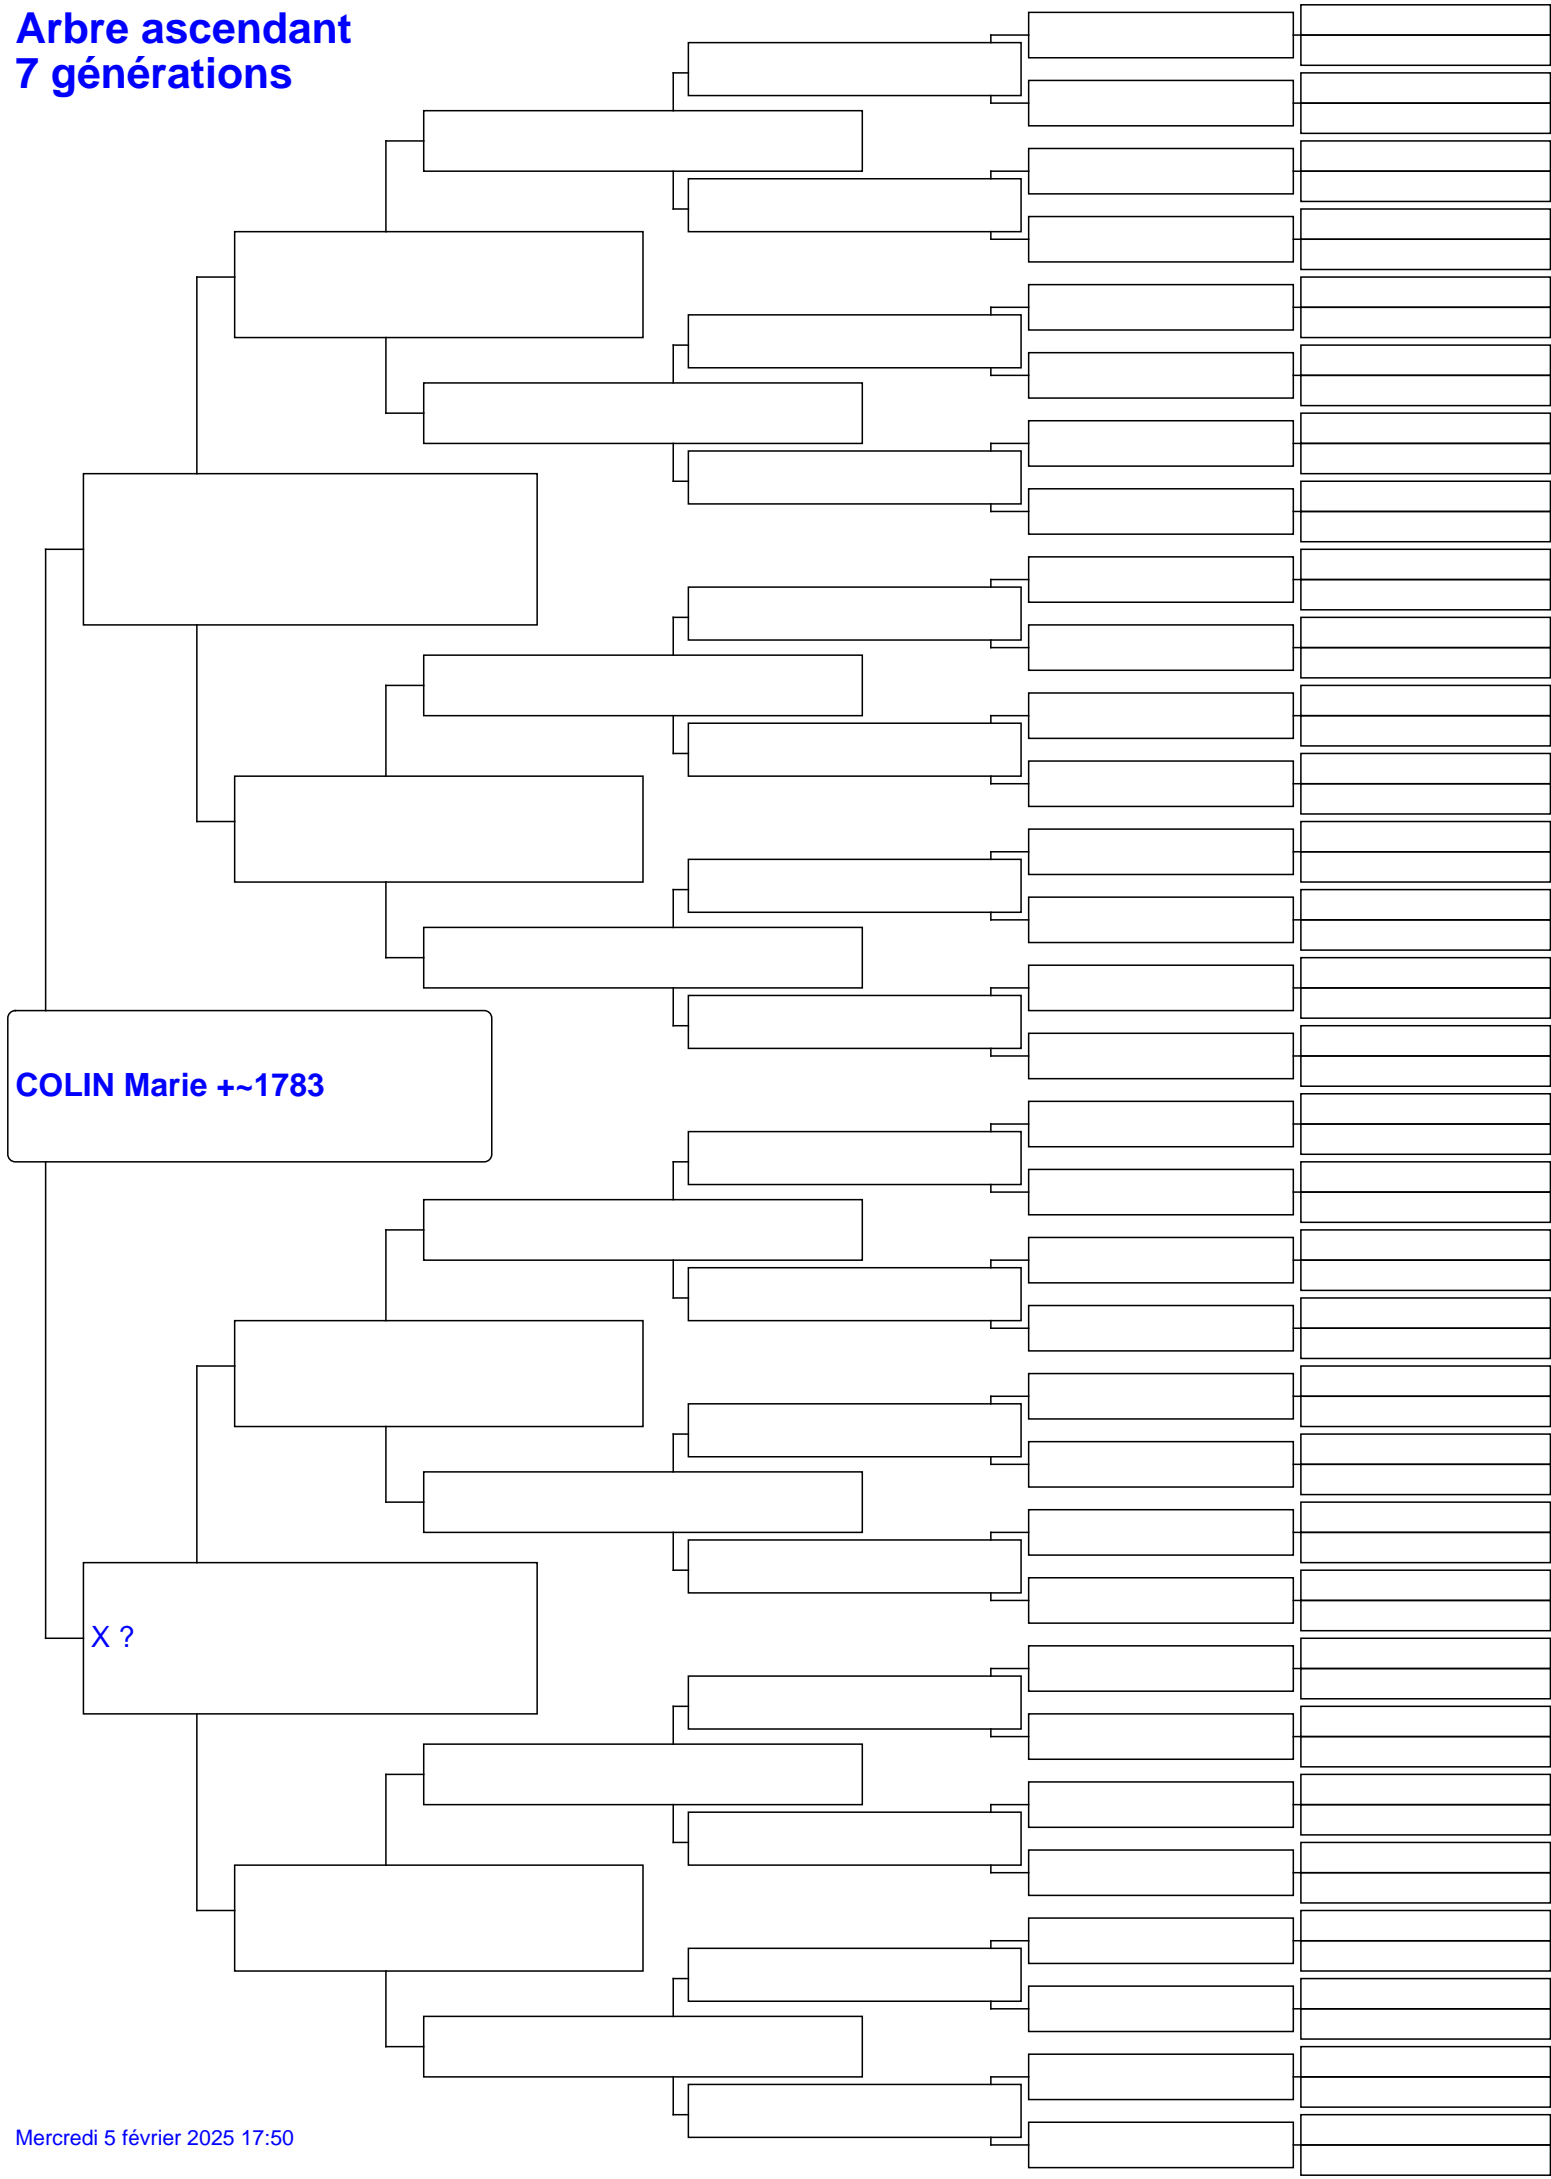 Arbre ascendant
7 générations
COLIN Marie +~1783
X ?
Mercredi 5 février 2025 17:50